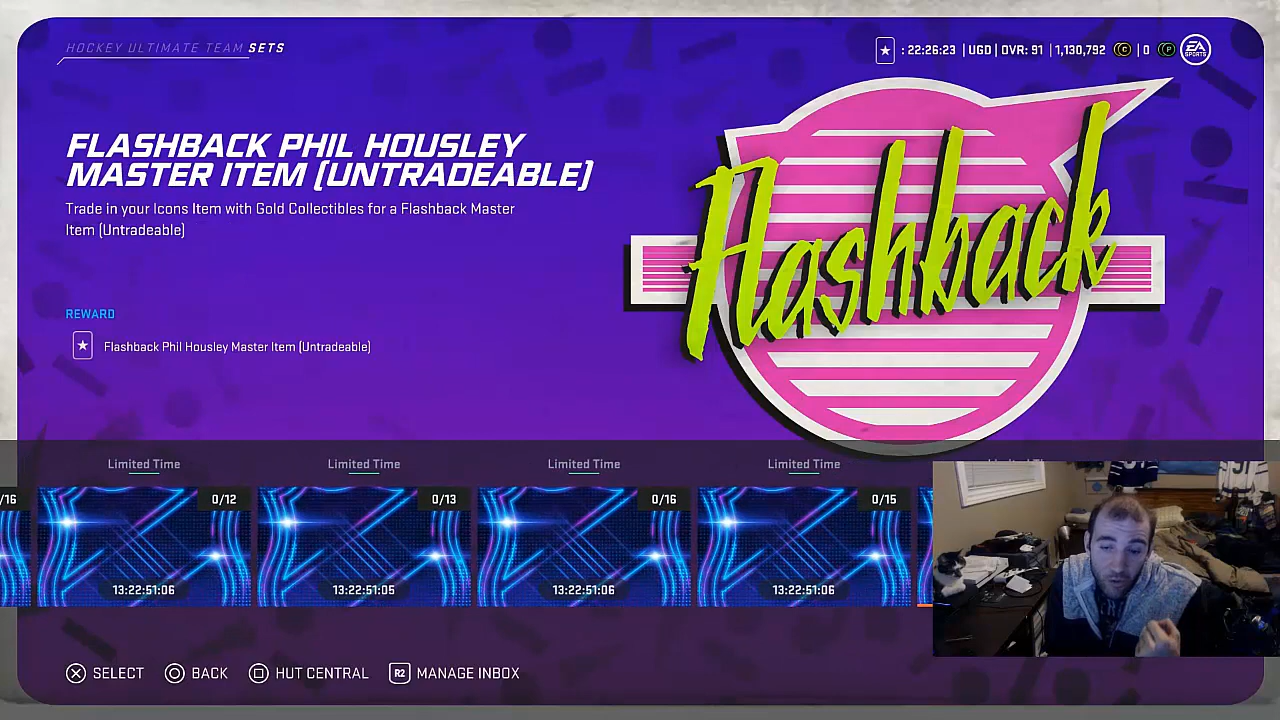 HOCKEY ULTIMATE TEAM SETS
: 22:26:23 | UGD | OVR: 91 | 1,130,792 C | 0 P EA SPORTS
FLASHBACK PHIL HOUSLEY
MASTER ITEM (UNTRADEABLE)
Trade in your Icons Item with Gold Collectibles for a Flashback Master
Item (Untradeable)
REWARD
Flashback Phil Housley Master Item (Untradeable)
Flashback
Limited Time
Limited Time
Limited Time
Limited Time
/16
0/12
0/13
0/16
0/15
13:22:51:06
13:22:51:05
13:22:51:06
13:22:51:06
SELECT
BACK
HUT CENTRAL
R2 MANAGE INBOX